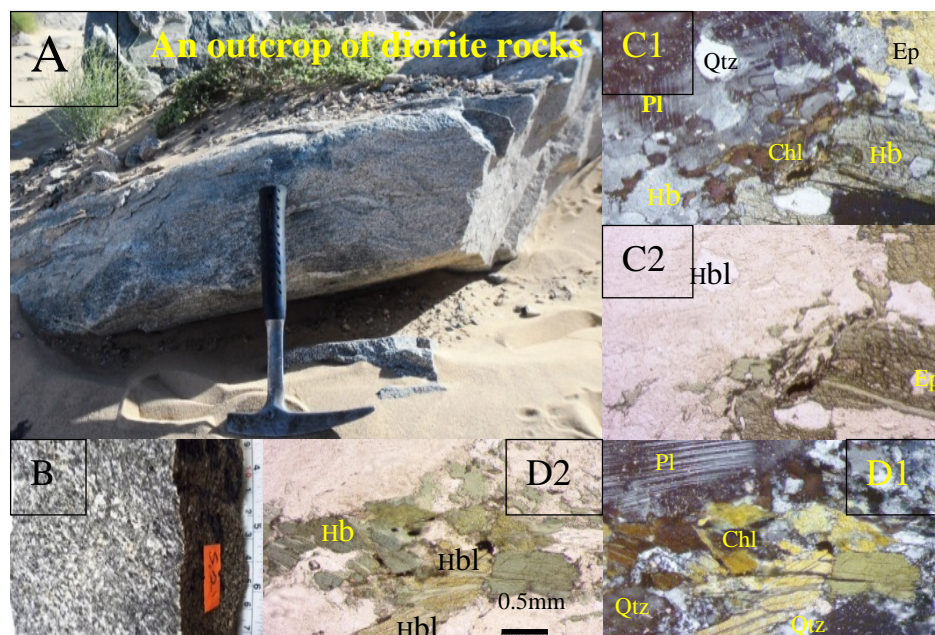 A
An outcrop of diorite rocks
C1
Qtz
Ep
Pl
Chl
Hb
Hb
C2
Hbl
Ep
B
D2
Hb
Hbl
0.5mm
Hbl
Pl
D1
Chl
Qtz
Qtz